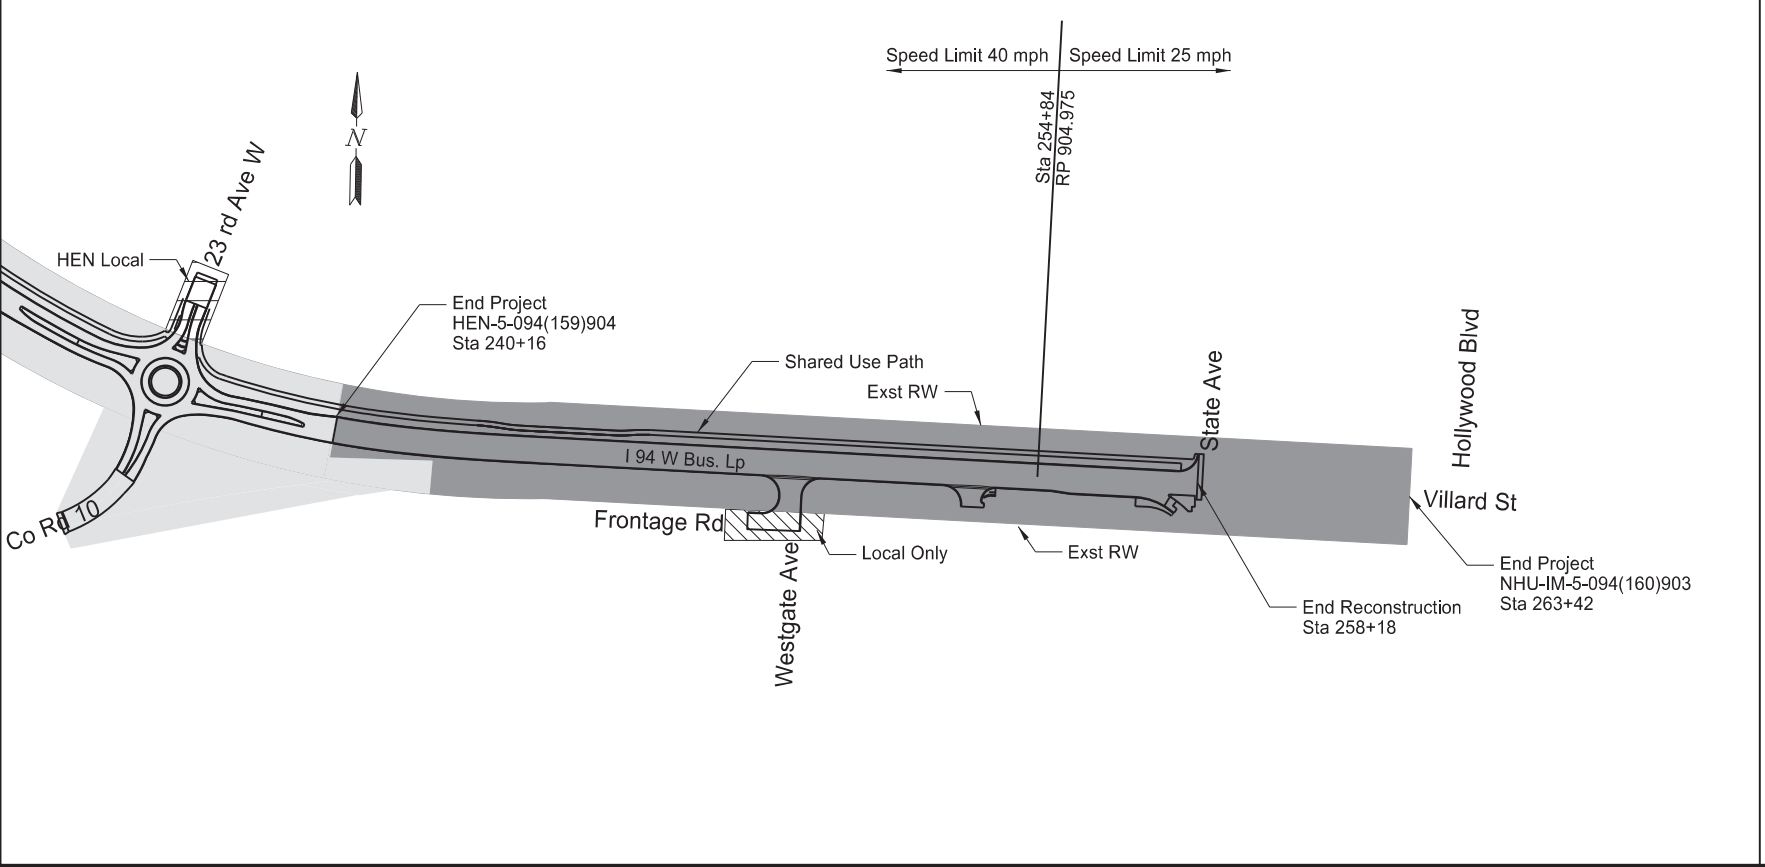 Speed Limit 40 mph
Speed Limit 25 mph
Sta 254+84
RP 904.975
N
23 rd Ave W
HEN Local
End Project
HEN-5-094(159)904
Sta 240+16
Shared Use Path
Exst RW
State Ave
Hollywood Blvd
I 94 W Bus. Lp
Villard St
Co Rd 10
Frontage Rd
Local Only
Exst RW
Westgate Ave
End Project
NHU-IM-5-094(160)903
Sta 263+42
End Reconstruction
Sta 258+18